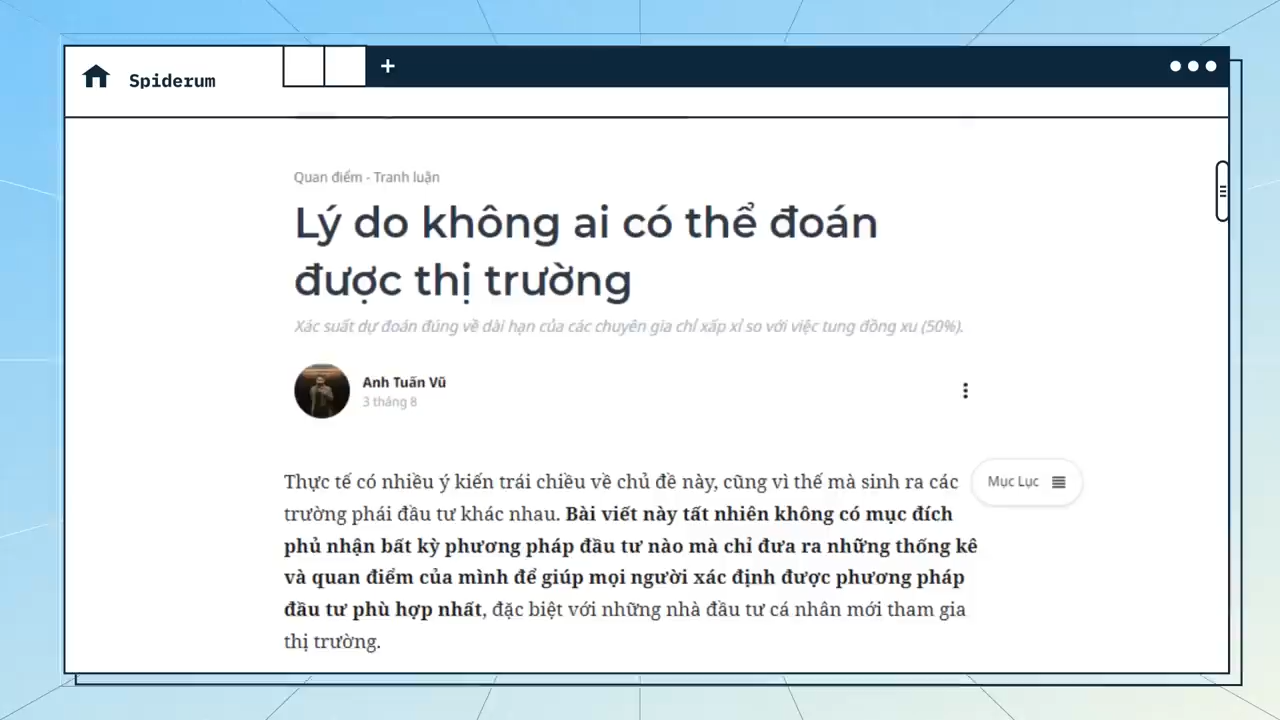 Spiderum
Quan điểm - Tranh luận
Lý do không ai có thể đoán
được thị trường
Xác suất dự đoán đúng về dài hạn của các chuyên gia chỉ xấp xỉ so với việc tung đồng xu (50%).
Anh Tuấn Vũ
3 tháng 8
Thực tế có nhiều ý kiến trái chiều về chủ đề này, cũng vì thế mà sinh ra các
Mục Lục
trường phái đầu tư khác nhau. Bài viết này tất nhiên không có mục đích
phủ nhận bất kỳ phương pháp đầu tư nào mà chỉ đưa ra những thống kê
và quan điểm của mình để giúp mọi người xác định được phương pháp
đầu tư phù hợp nhất, đặc biệt với những nhà đầu tư cá nhân mới tham gia
thị trường.